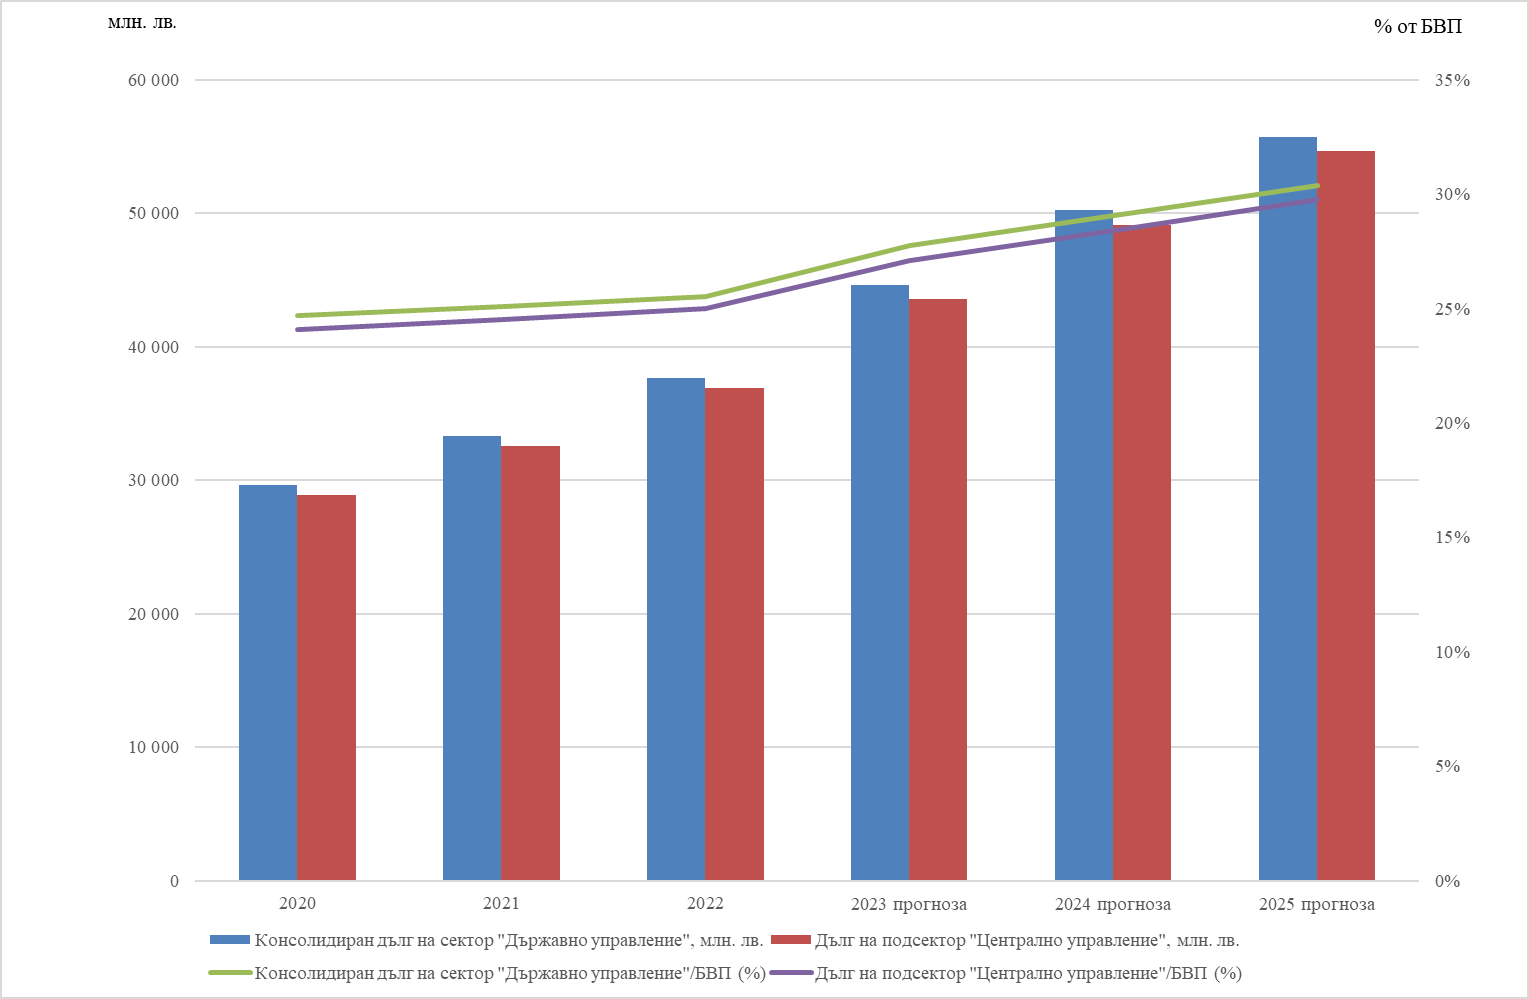 млн. лв.
% от БВП
60 000
50 000
40 000
30 000
20 000
10 000
0
35%
30%
25%
20%
15%
10%
5%
0%
2020
2021
2022
2023 прогноза
2024 прогноза
2025 прогноза
Консолидиран дълг на сектор "Държавно управление", млн. лв.
Дълг на подсектор "Централно управление", млн. лв.
Консолидиран дълг на сектор "Държавно управление"/БВП (%)
Дълг на подсектор "Централно управление"/БВП (%)